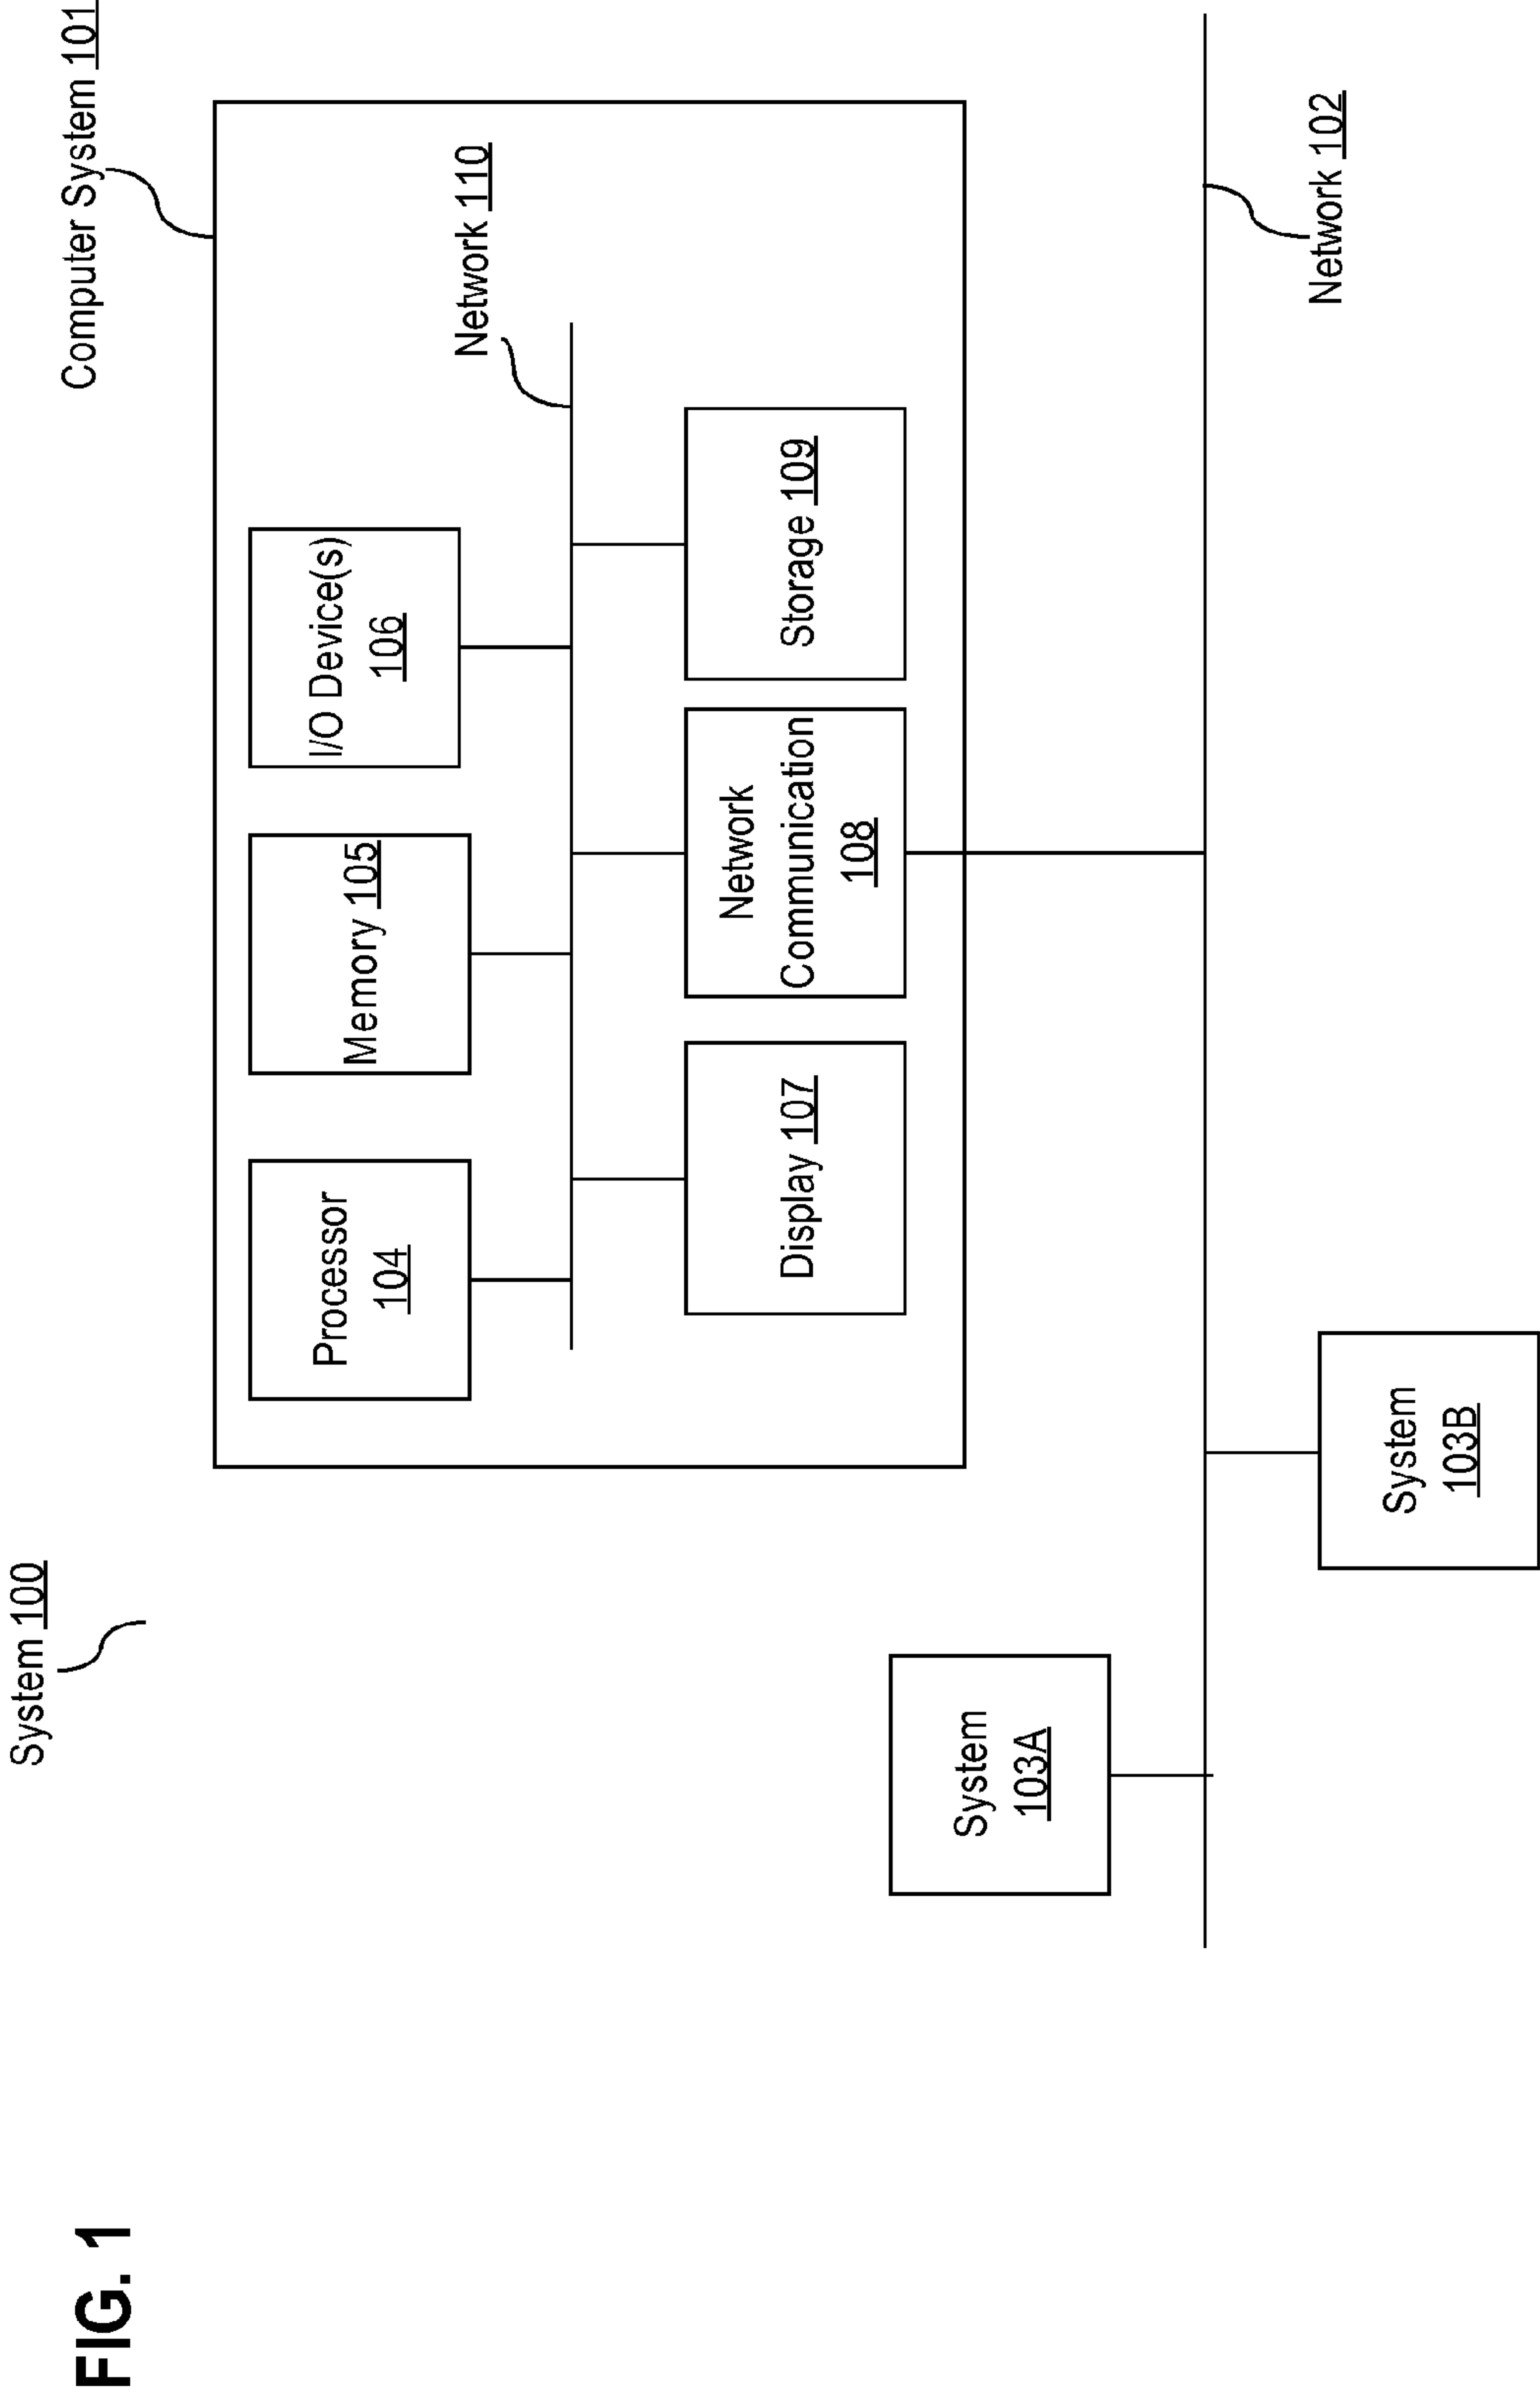 FIG. 1
System 100
Computer System 101
Processor
104
Memory 105
I/O Device(s)
106
Network 110
Display 107
Network
Communication
108
Storage 109
System
103A
System
103B
Network 102